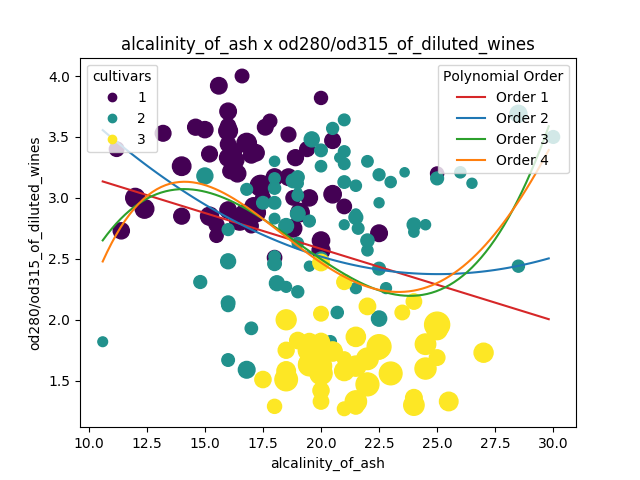 alcalinity_of_ash x od280/od315_of_diluted_wines
cultivars
1
2
3
Polynomial Order
Order 1
Order 2
Order 3
Order 4
od280/od315_of_diluted_wines
4.0
3.5
3.0
2.5
2.0
1.5
10.0 12.5 15.0 17.5 20.0 22.5 25.0 27.5 30.0
alcalinity_of_ash